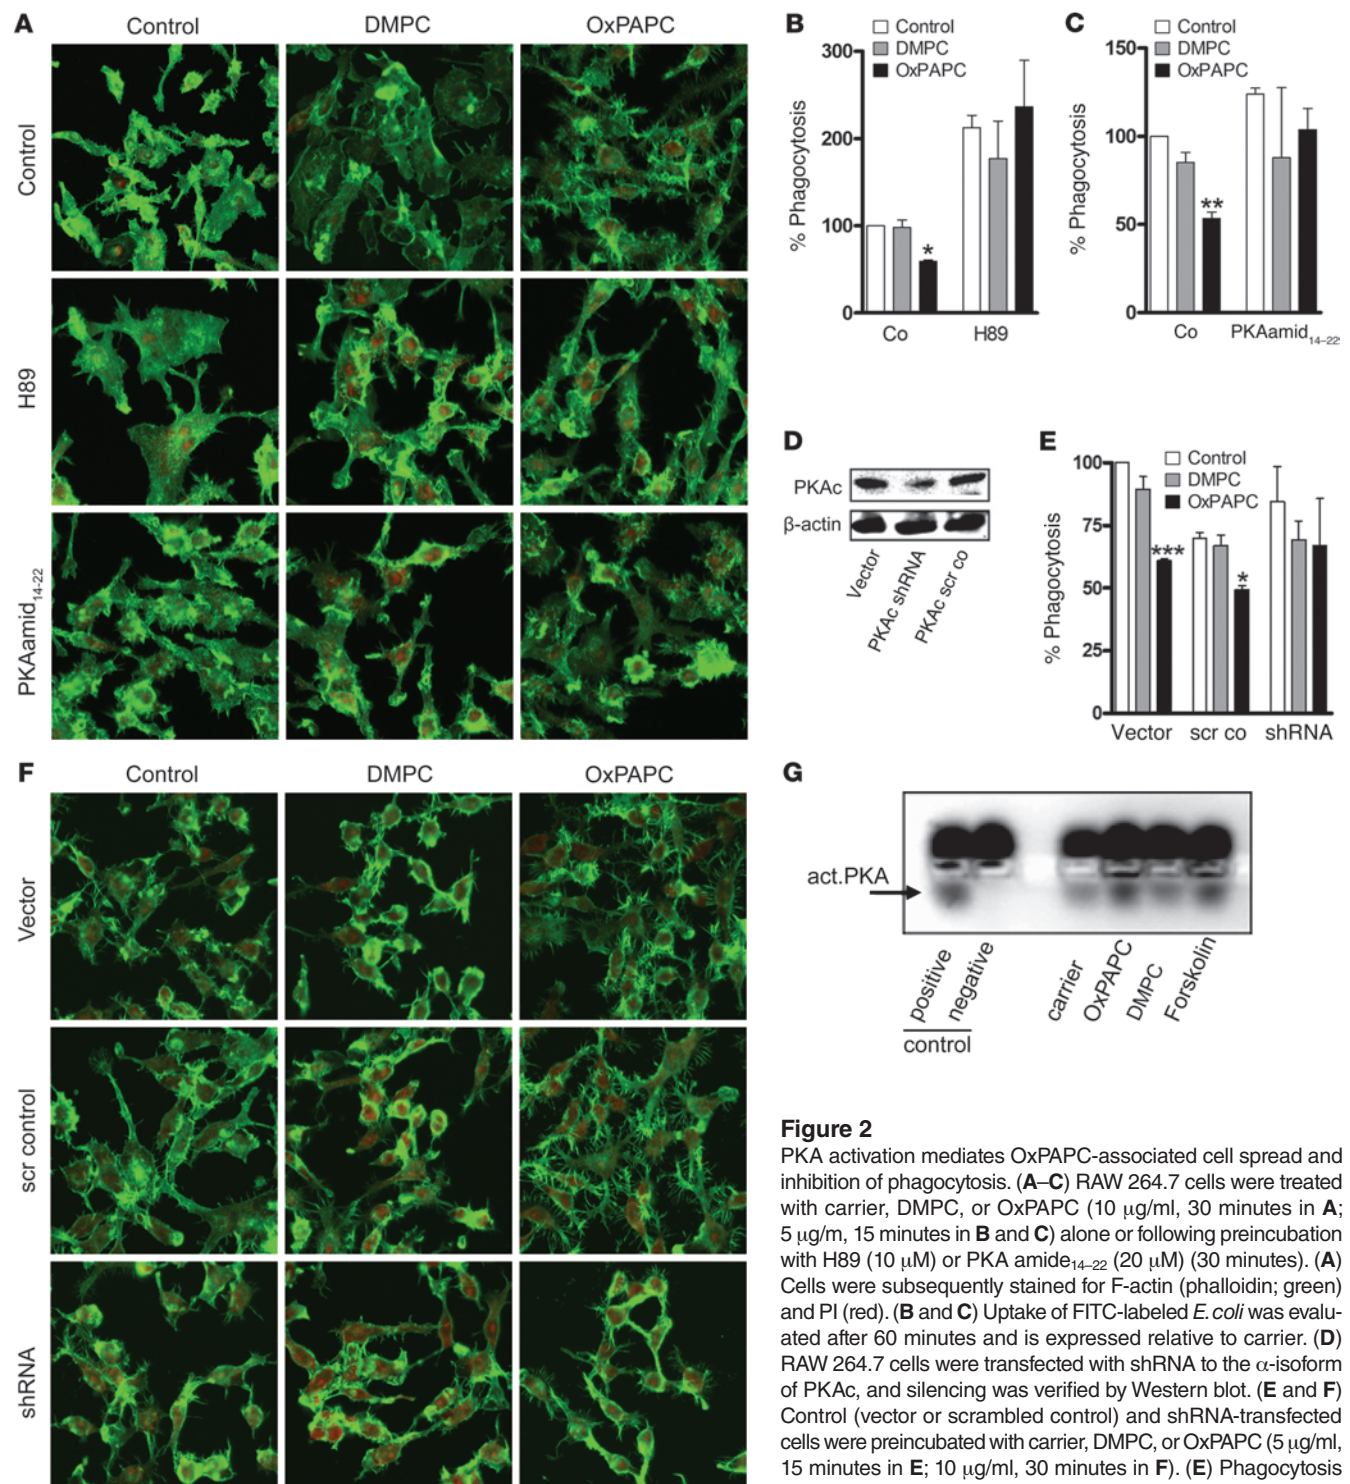 A
Control
DMPC
OxPAPC
Control
H89
PKAamid14–22
B
Control
DMPC
OxPAPC
300
200
100
0
% Phagocytosis
*
Co
H89
C
Control
DMPC
OxPAPC
150
100
50
0
% Phagocytosis
**
Co
PKAamid14–22
D
PKAc
β-actin
Vector
PKAc shRNA
PKAc scr co
E
Control
DMPC
OxPAPC
100
75
50
25
0
% Phagocytosis
***
*
Vector
scr co
shRNA
F
Control
DMPC
OxPAPC
Vector
scr control
shRNA
G
act.PKA
positive
negative
control
carrier
OxPAPC
DMPC
Forskolin
Figure 2
PKA activation mediates OxPAPC-associated cell spread and
inhibition of phagocytosis. (A–C) RAW 264.7 cells were treated
with carrier, DMPC, or OxPAPC (10 μg/ml, 30 minutes in A;
5 μg/m, 15 minutes in B and C) alone or following preincubation
with H89 (10 μM) or PKA amide14–22 (20 μM) (30 minutes). (A)
Cells were subsequently stained for F-actin (phalloidin; green)
and PI (red). (B and C) Uptake of FITC-labeled E. coli was evalu-
ated after 60 minutes and is expressed relative to carrier. (D)
RAW 264.7 cells were transfected with shRNA to the α-isoform
of PKAc, and silencing was verified by Western blot. (E and F)
Control (vector or scrambled control) and shRNA-transfected
cells were preincubated with carrier, DMPC, or OxPAPC (5 μg/ml,
15 minutes in E; 10 μg/ml, 30 minutes in F). (E) Phagocytosis